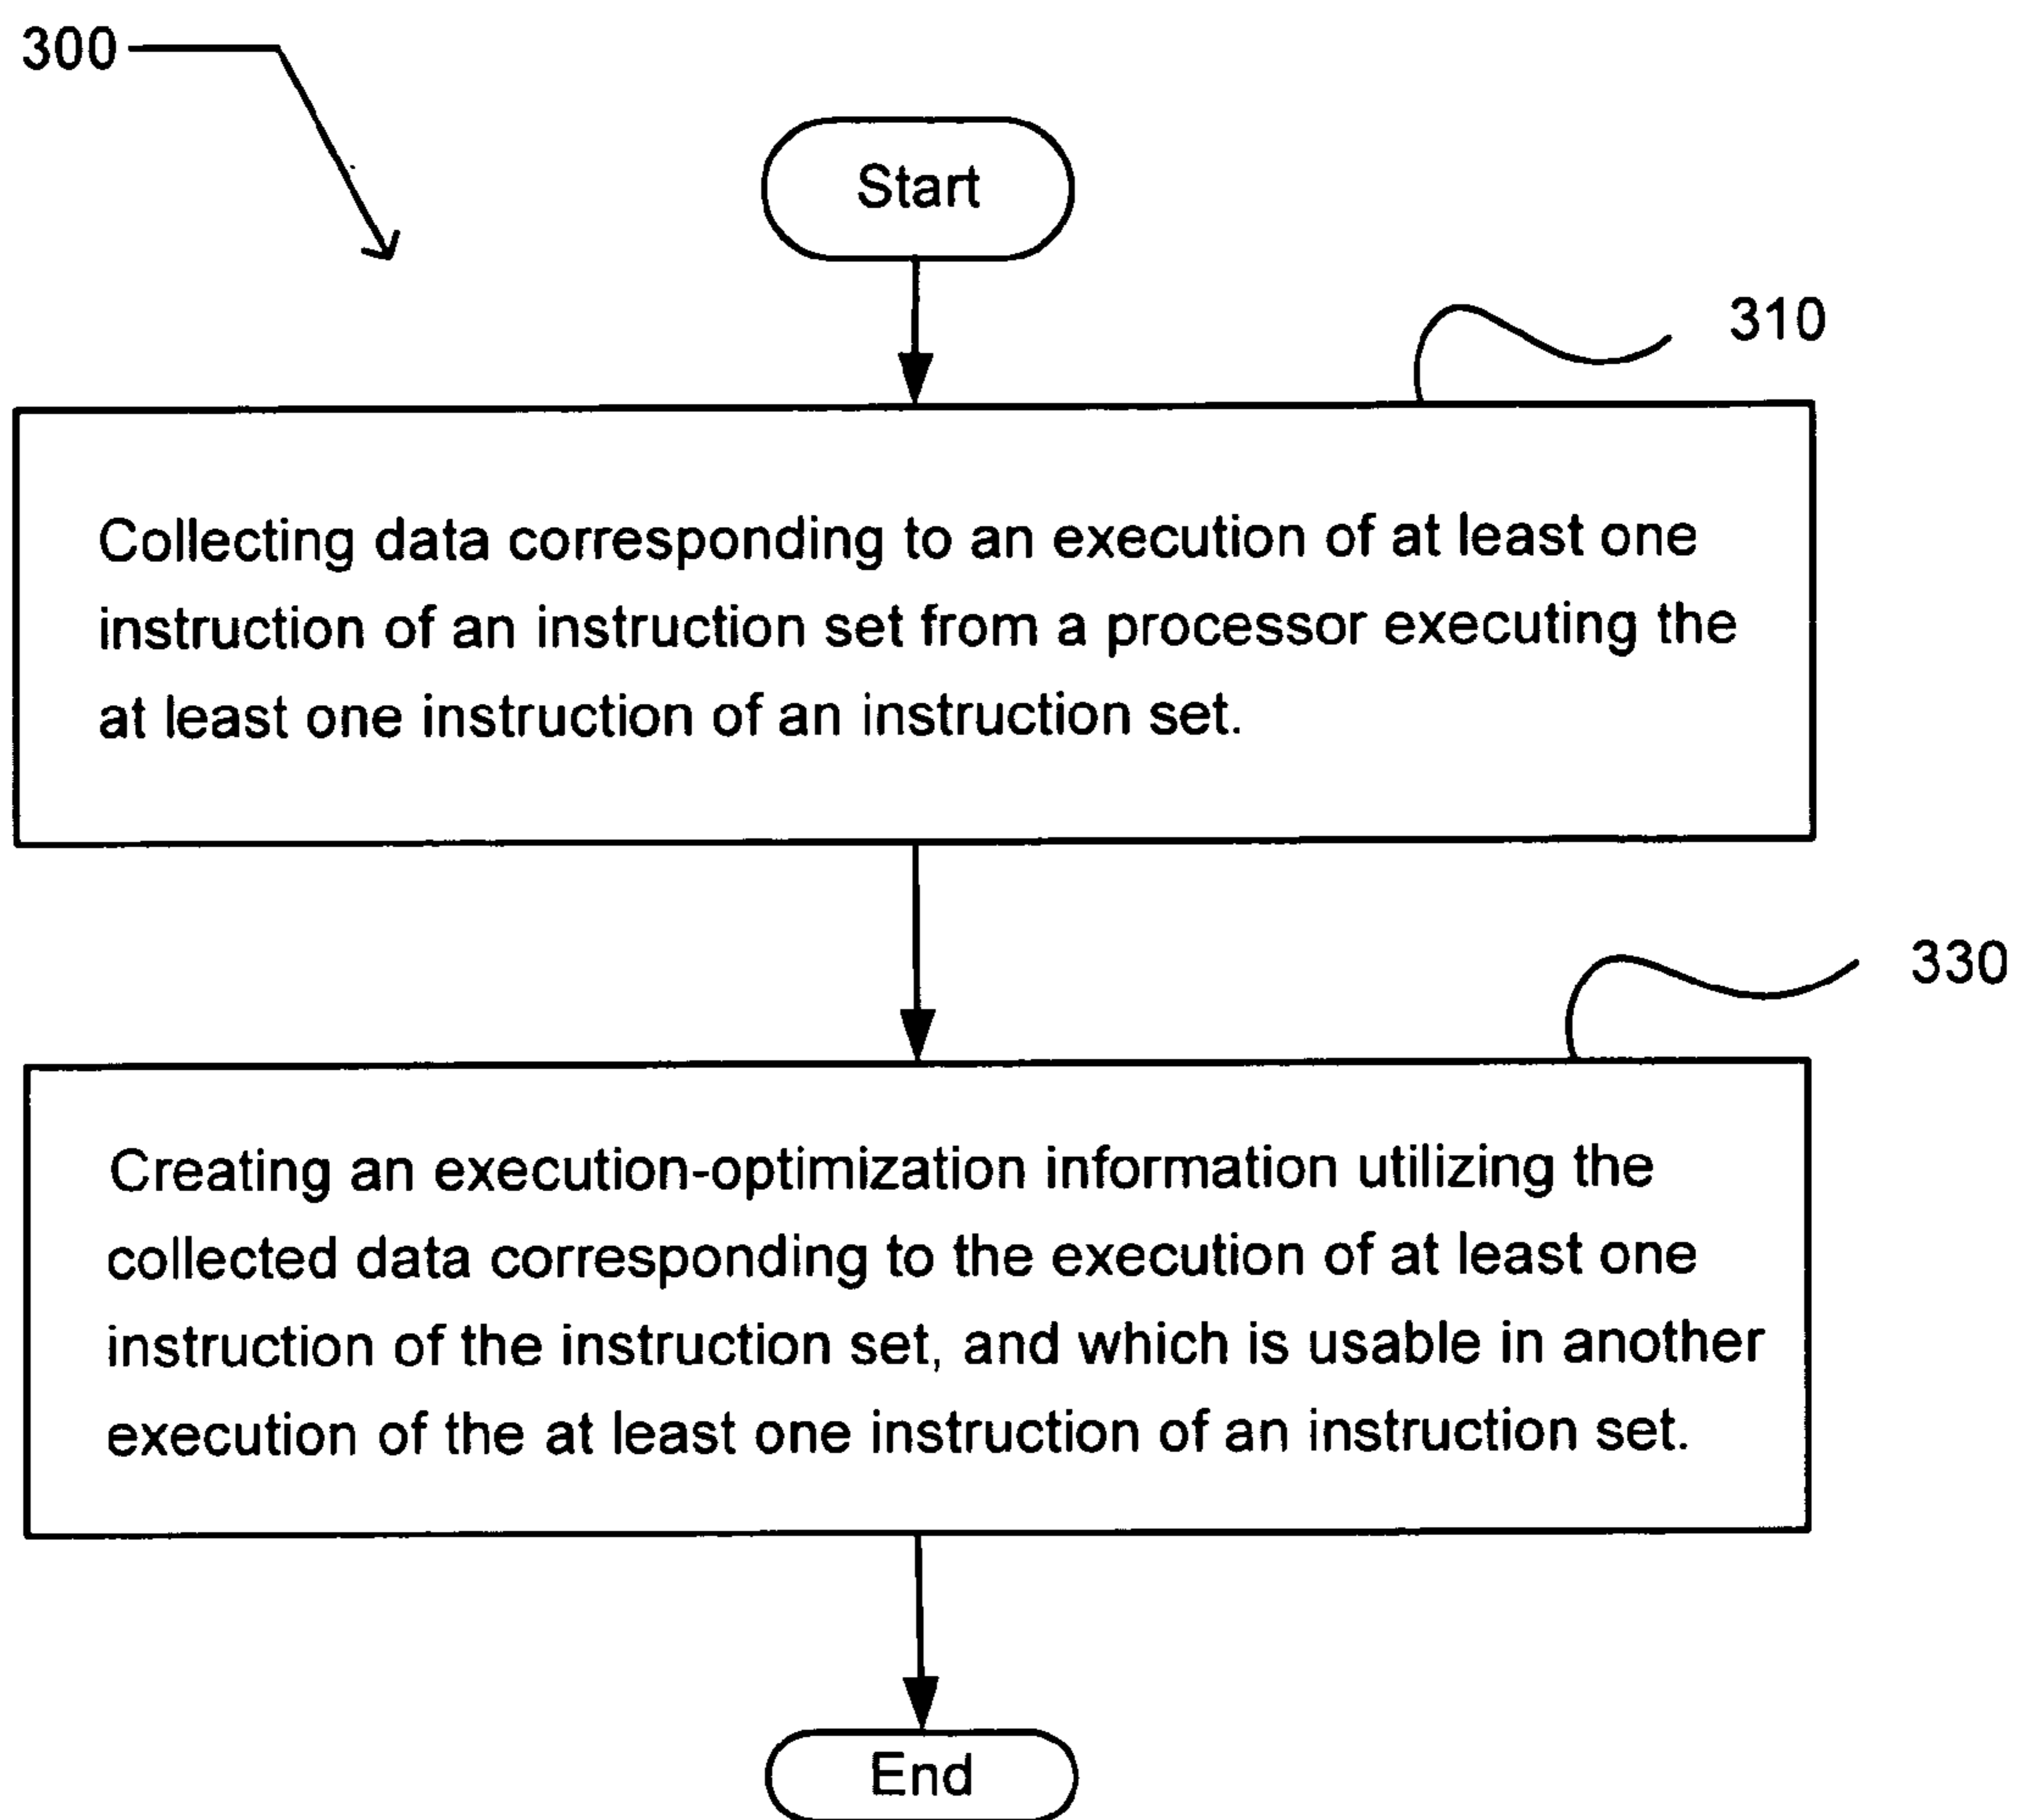 300
Start
310
Collecting data corresponding to an execution of at least one
instruction of an instruction set from a processor executing the
at least one instruction of an instruction set.
330
Creating an execution-optimization information utilizing the
collected data corresponding to the execution of at least one
instruction of the instruction set, and which is usable in another
execution of the at least one instruction of an instruction set.
End